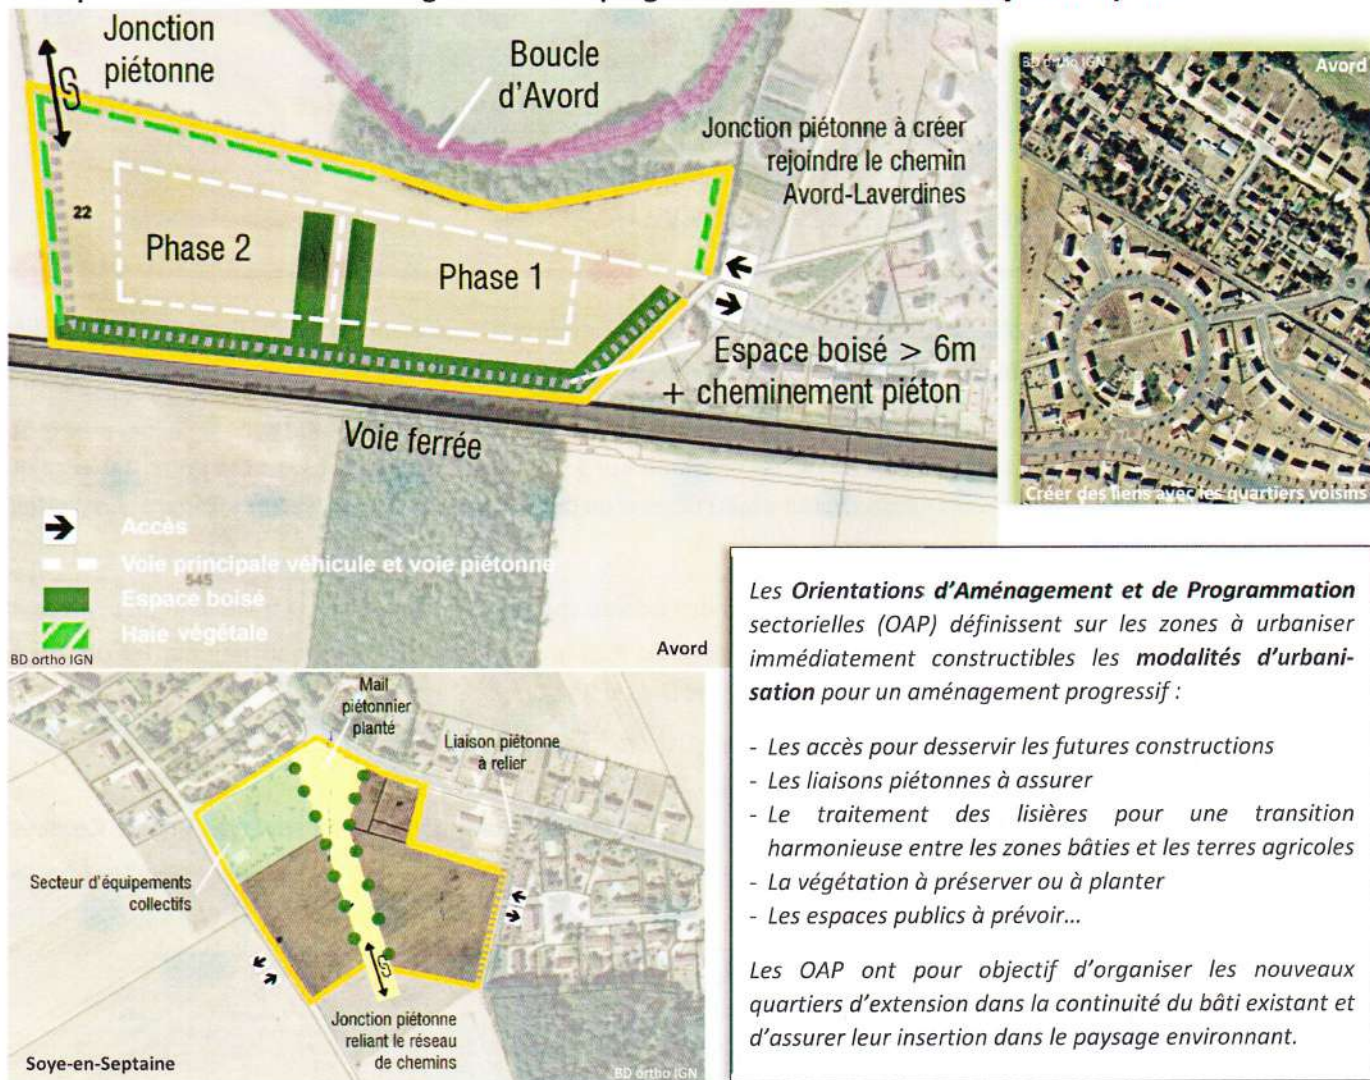 Jonction
piétonne
Boucle
d'Avord
Jonction piétonne à créer
rejoindre le chemin
Avord-Laverdines
22
Phase 2
Phase 1
Espace boisé > 6m
+ cheminement piéton
Voie ferrée
Accès
Voie principale véhicule et voie piétonne
545
Espace boisé
Haie végétale
BD ortho IGN
Avord
BD ortho IGN
Avord
Créer des liens avec les quartiers voisins
Mail
piétonnier
planté
Liaison piétonne
à relier
Secteur d'équipements
collectifs
Jonction piétonne
reliant le réseau
de chemins
Soye-en-Septaine
BD ortho IGN
Les Orientations d'Aménagement et de Programmation
sectorielles (OAP) définissent sur les zones à urbaniser
immédiatement constructibles les modalités d'urbani-
sation pour un aménagement progressif :
- Les accès pour desservir les futures constructions
- Les liaisons piétonnes à assurer
- Le traitement des lisières pour une transition
harmonieuse entre les zones bâties et les terres agricoles
- La végétation à préserver ou à planter
- Les espaces publics à prévoir...
Les OAP ont pour objectif d'organiser les nouveaux
quartiers d'extension dans la continuité du bâti existant et
d'assurer leur insertion dans le paysage environnant.